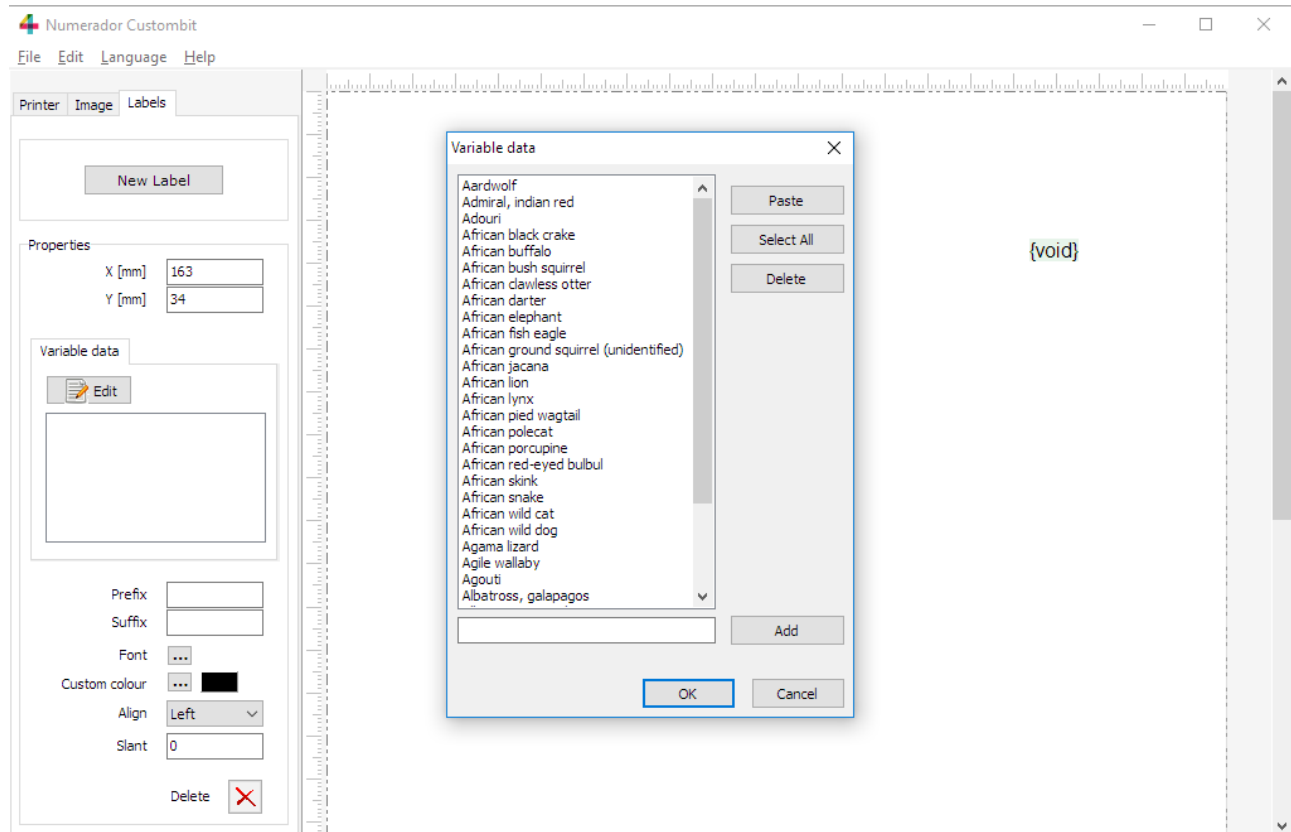 Numerador Custombit
File Edit Language Help
Printer Image Labels
New Label
Properties
X [mm] 163
Y [mm] 34
Variable data
Edit
Prefix
Suffix
Font ...
Custom colour ...
Align Left
Slant 0
Delete
Variable data
Aardwolf
Admiral, indian red
Adouri
African black crake
African buffalo
African bush squirrel
African clawless otter
African darter
African elephant
African fish eagle
African ground squirrel (unidentified)
African jacana
African lion
African lynx
African pied wagtail
African polecat
African porcupine
African red-eyed bulbul
African skink
African snake
African wild cat
African wild dog
Agama lizard
Agile wallaby
Agouti
Albatross, galapagos
Paste
Select All
Delete
Add
OK Cancel
{void}